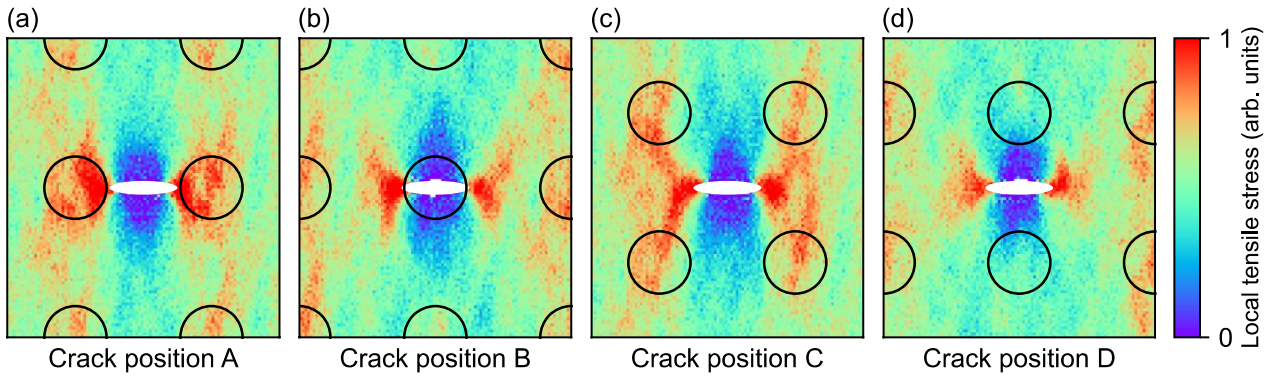 (a)
(b)
(c)
(d)
1
0
Local tensile stress (arb. units)
Crack position A
Crack position B
Crack position C
Crack position D